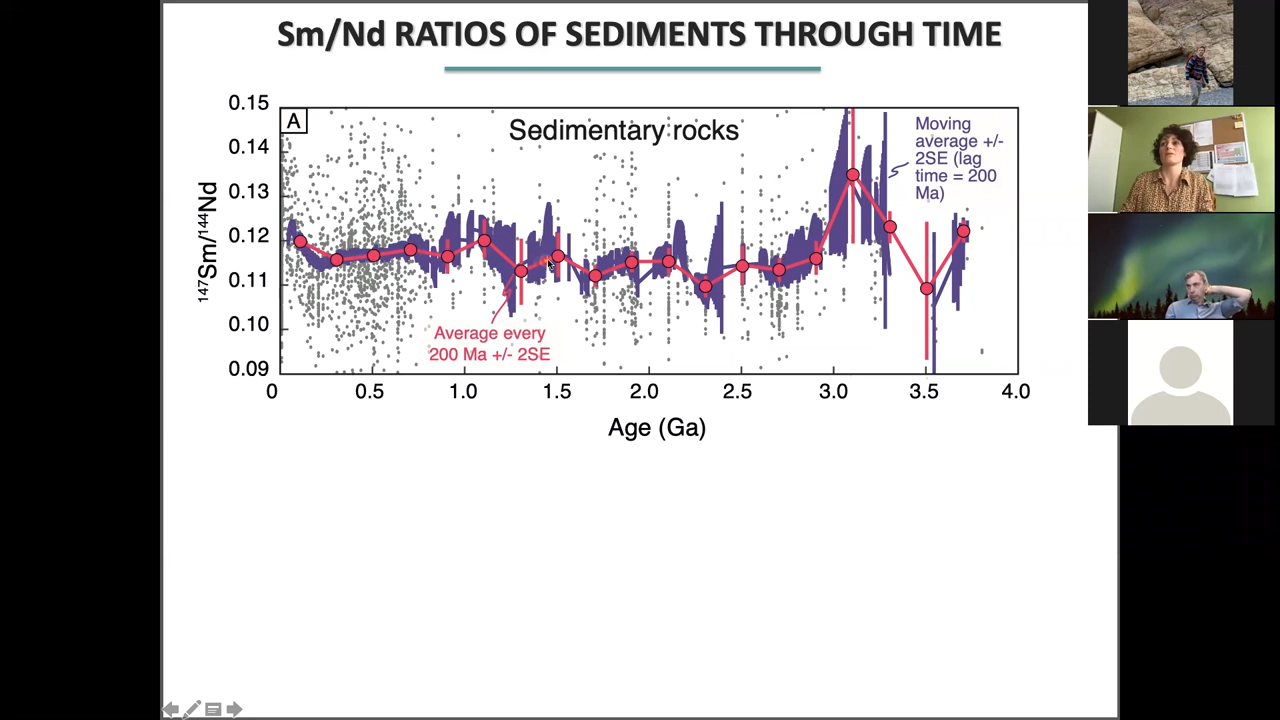 Sm/Nd RATIOS OF SEDIMENTS THROUGH TIME
A
Sedimentary rocks
Moving
average +/-
2SE (lag
time = 200
Ma)
0.15
0.14
0.13
0.12
0.11
0.10
0.09
¹⁴⁷Sm/¹⁴⁴Nd
Average every
200 Ma +/- 2SE
0 0.5 1.0 1.5 2.0 2.5 3.0 3.5 4.0
Age (Ga)